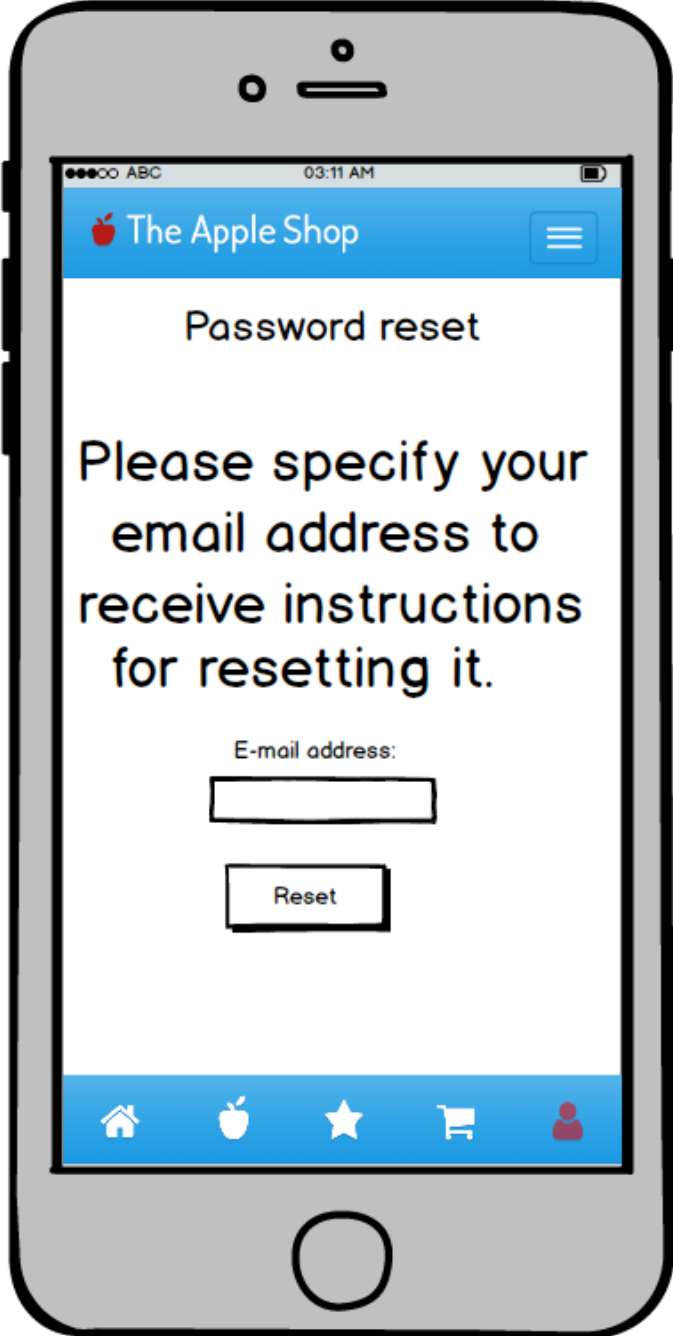 ABC 03:11 AM
The Apple Shop
Password reset
Please specify your
email address to
receive instructions
for resetting it.
E-mail address:
Reset